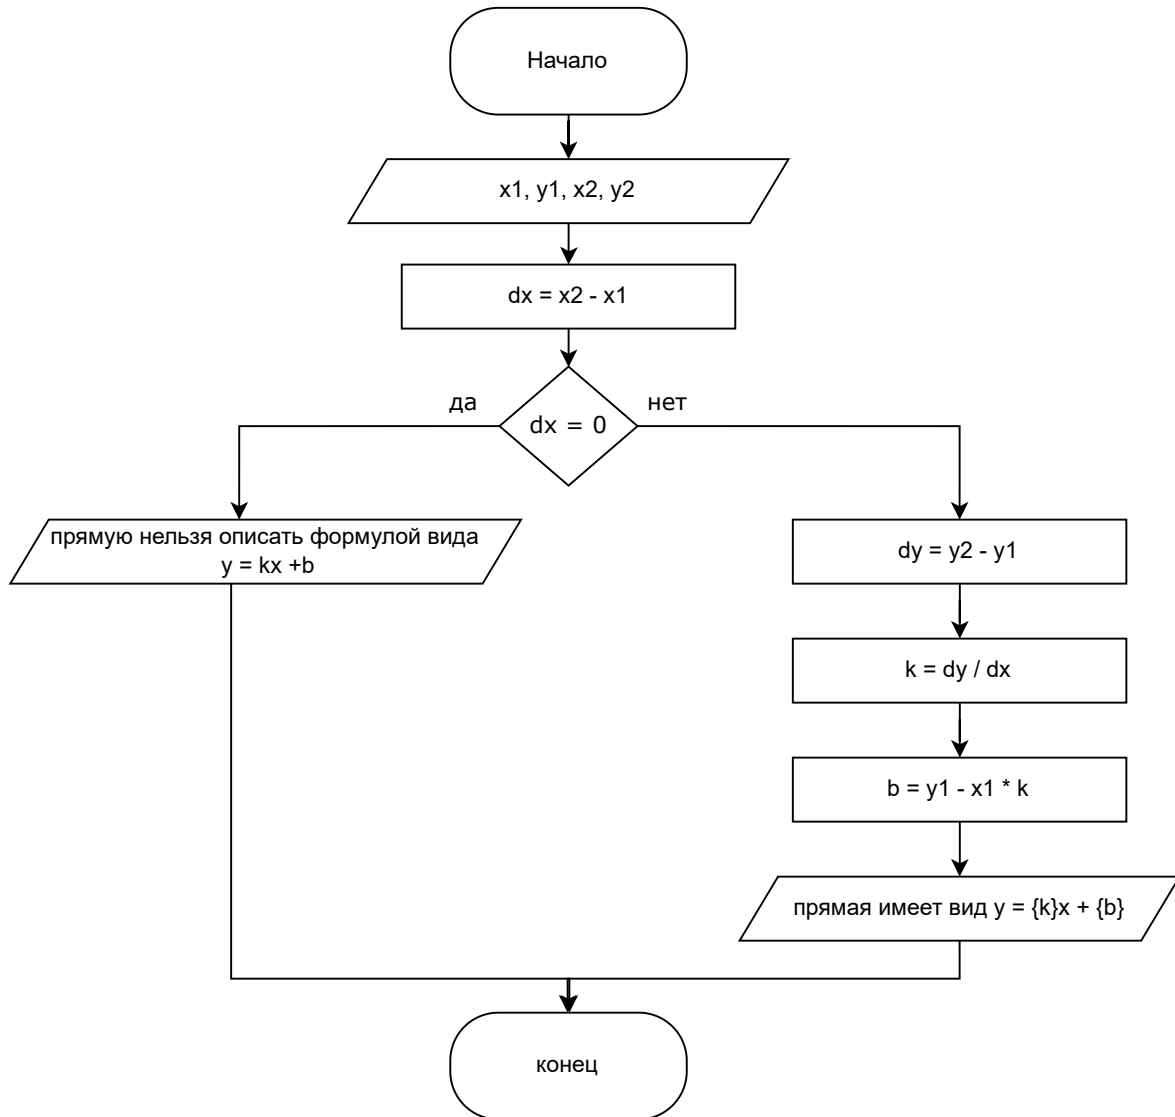 Начало
x1, y1, x2, y2
dx = x2 - x1
да
нет
dx = 0
прямую нельзя описать формулой вида
y = kx +b
dy = y2 - y1
k = dy / dx
b = y1 - x1 * k
прямая имеет вид y = {k}x + {b}
конец